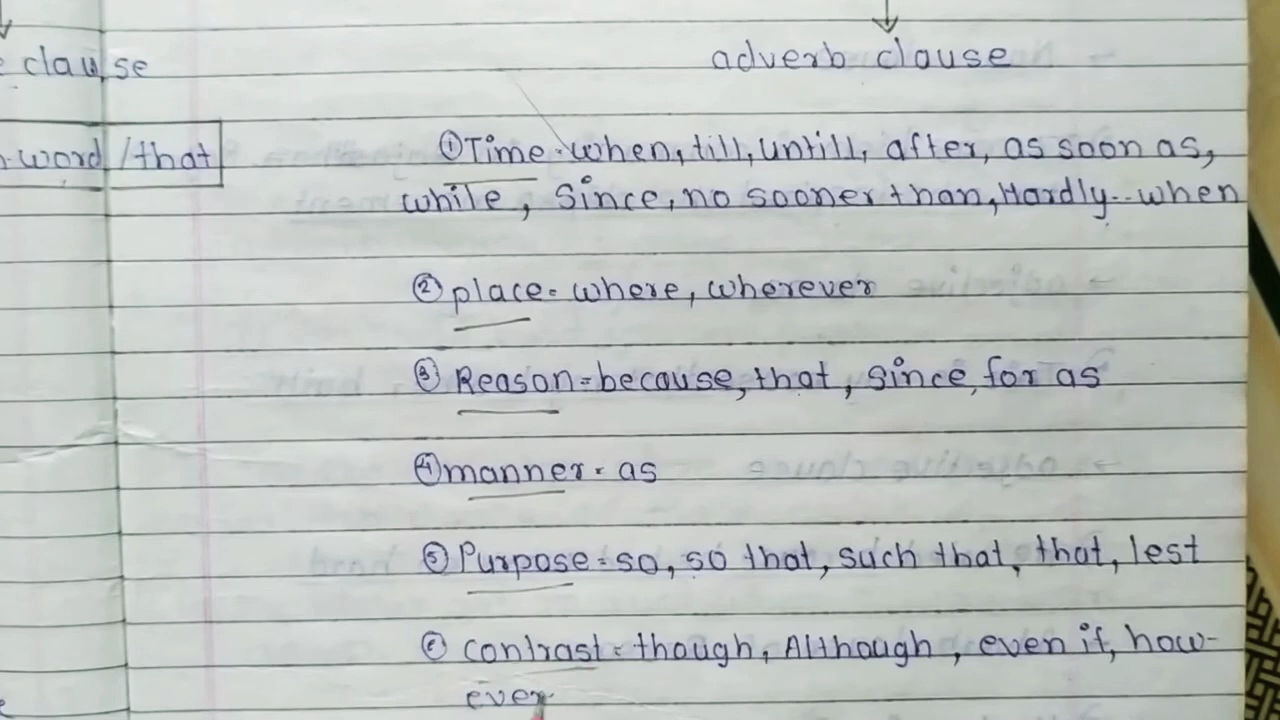 clause
adverb clause
word / that
① Time = when, till, untill, after, as soon as,
while, Since, no sooner than, Hardly.. when
② place = where, wherever
③ Reason = because, that, since, for as
④ manner = as
⑤ Purpose = so, so that, such that, that, lest
⑥ contrast = though, Although, even if, how-
ever